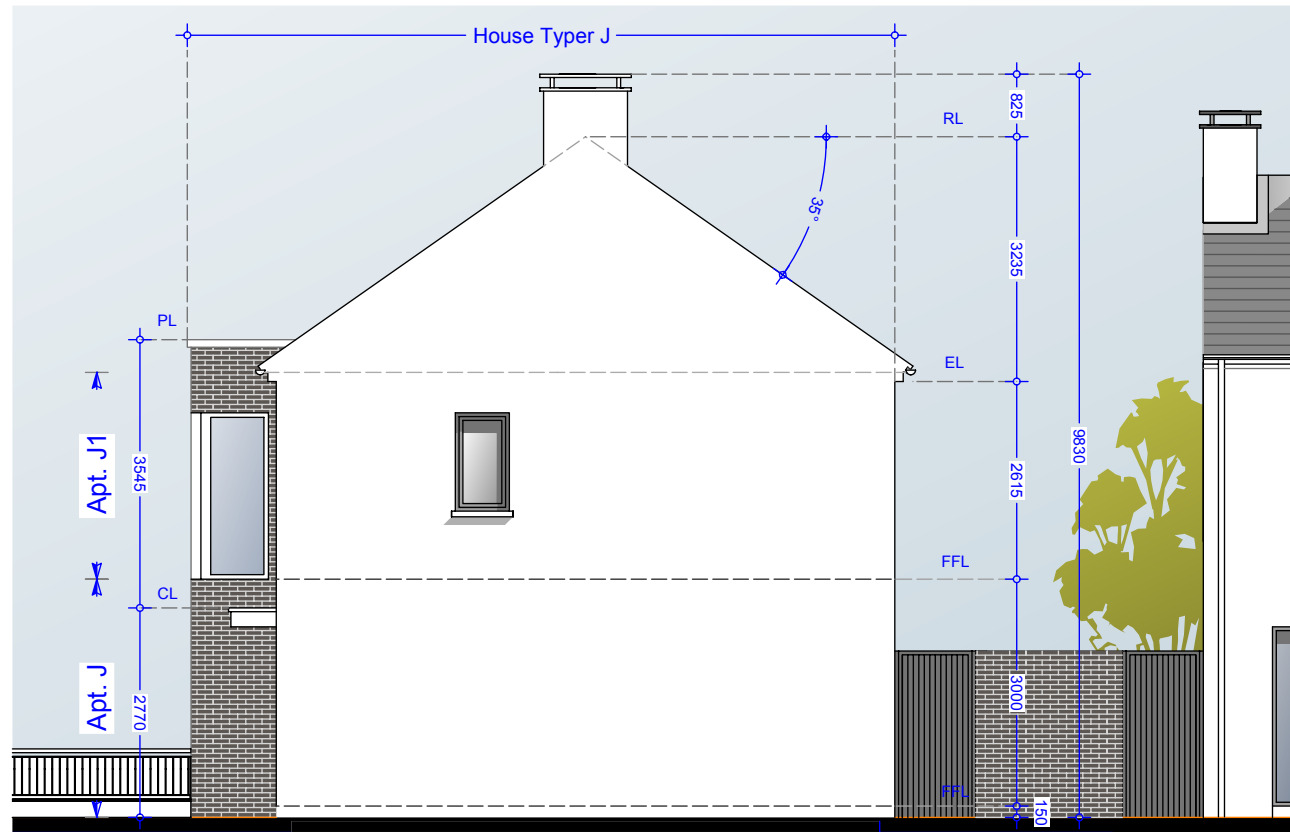 House Typer J
825
RL
35°
3235
PL
EL
Apt. J1
3545
9830
2615
FFL
CL
Apt. J
2770
3000
FFL
150